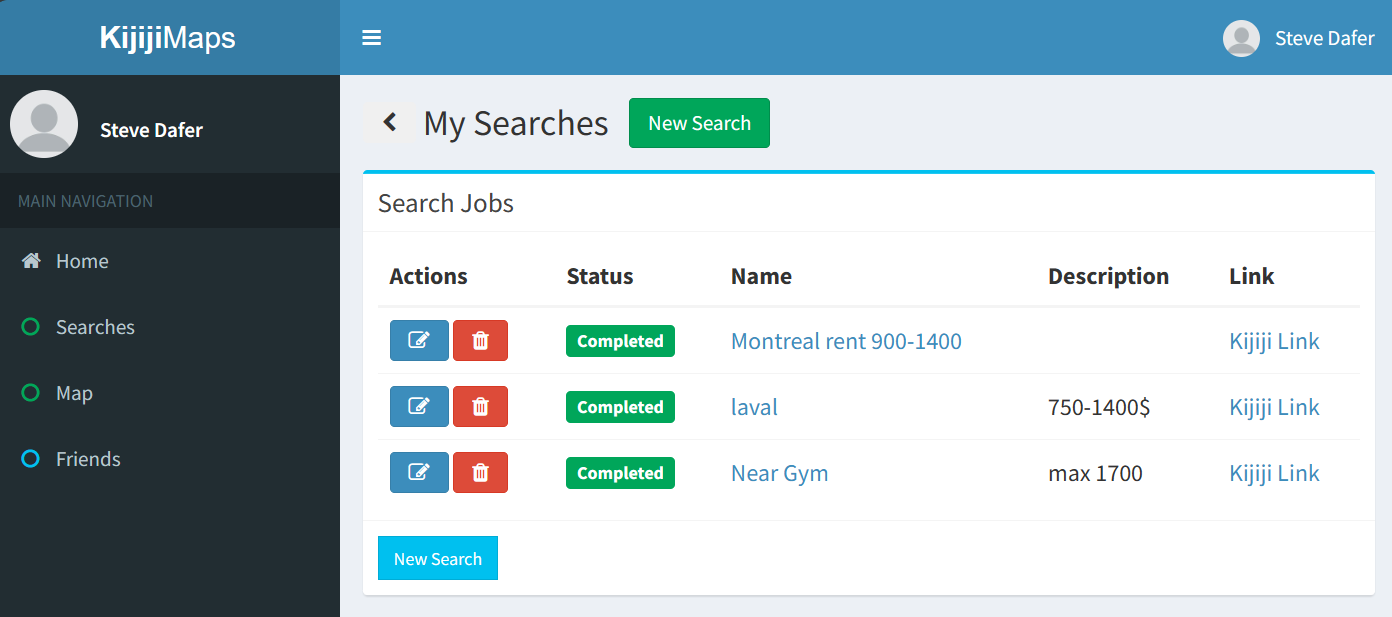 KijijiMaps
Steve Dafer
Steve Dafer
MAIN NAVIGATION
Home
Searches
Map
Friends
My Searches New Search
Search Jobs
Actions Status Name Description Link
Completed Montreal rent 900-1400 Kijiji Link
Completed laval 750-1400$ Kijiji Link
Completed Near Gym max 1700 Kijiji Link
New Search